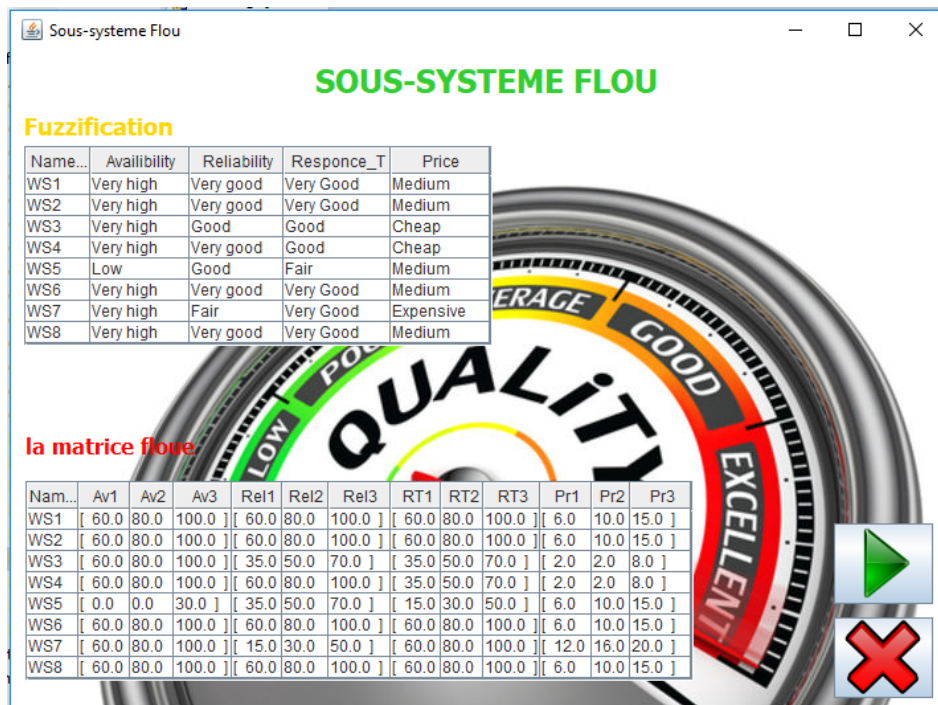 Sous-systeme Flou
SOUS-SYSTEME FLOU
Fuzzification
Name... Availibility Reliability Responce_T Price
WS1 Very high Very good Very Good Medium
WS2 Very high Very good Very Good Medium
WS3 Very high Good Good Cheap
WS4 Very high Very good Good Cheap
WS5 Low Good Fair Medium
WS6 Very high Very good Very Good Medium
WS7 Very high Fair Very Good Expensive
WS8 Very high Very good Very Good Medium
ERAGE
GOOD
QUALiTY
LOW
EXCELLENT
la matrice floue
Nam... Av1 Av2 Av3 Rel1 Rel2 Rel3 RT1 RT2 RT3 Pr1 Pr2 Pr3
WS1 [ 60.0 80.0 100.0 ] [ 60.0 80.0 100.0 ] [ 60.0 80.0 100.0 ] [ 6.0 10.0 15.0 ]
WS2 [ 60.0 80.0 100.0 ] [ 60.0 80.0 100.0 ] [ 60.0 80.0 100.0 ] [ 6.0 10.0 15.0 ]
WS3 [ 60.0 80.0 100.0 ] [ 35.0 50.0 70.0 ] [ 35.0 50.0 70.0 ] [ 2.0 2.0 8.0 ]
WS4 [ 60.0 80.0 100.0 ] [ 60.0 80.0 100.0 ] [ 35.0 50.0 70.0 ] [ 2.0 2.0 8.0 ]
WS5 [ 0.0 0.0 30.0 ] [ 35.0 50.0 70.0 ] [ 15.0 30.0 50.0 ] [ 6.0 10.0 15.0 ]
WS6 [ 60.0 80.0 100.0 ] [ 60.0 80.0 100.0 ] [ 60.0 80.0 100.0 ] [ 6.0 10.0 15.0 ]
WS7 [ 60.0 80.0 100.0 ] [ 15.0 30.0 50.0 ] [ 60.0 80.0 100.0 ] [ 12.0 16.0 20.0 ]
WS8 [ 60.0 80.0 100.0 ] [ 60.0 80.0 100.0 ] [ 60.0 80.0 100.0 ] [ 6.0 10.0 15.0 ]